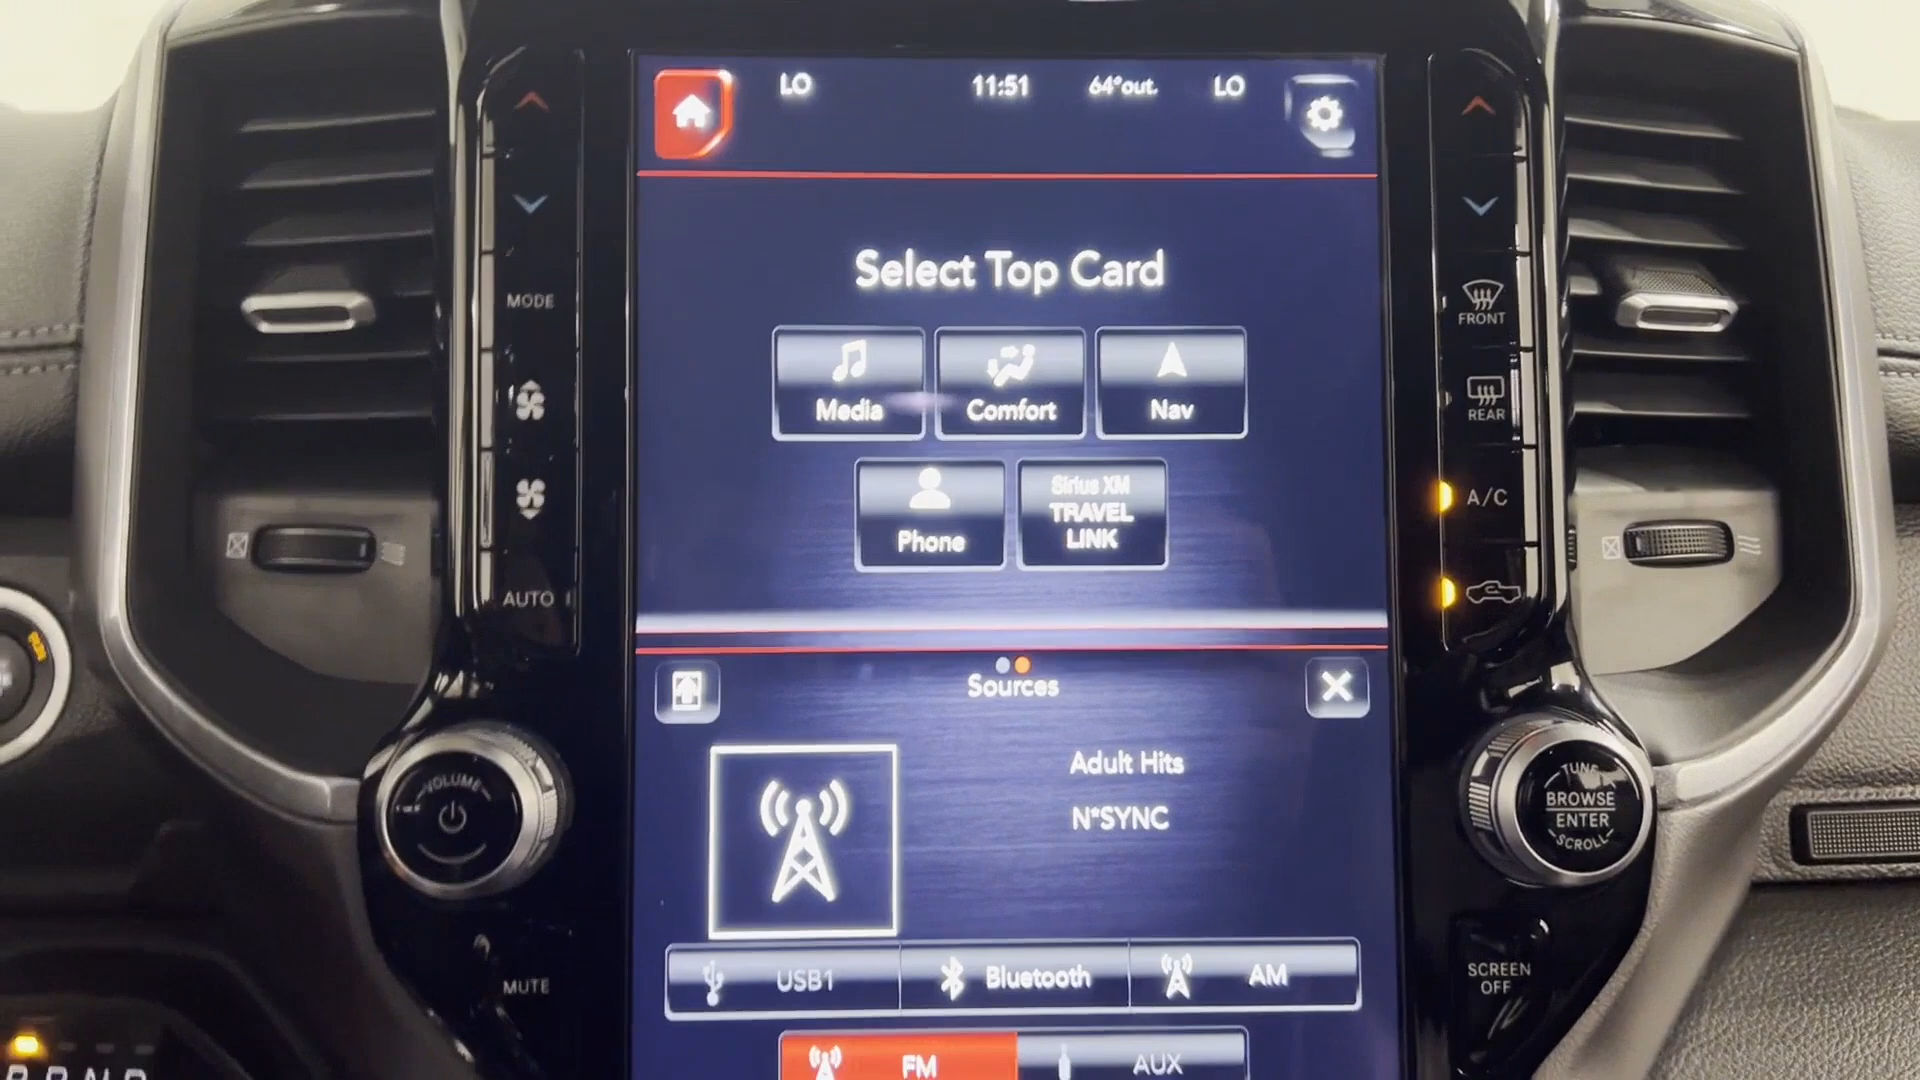 LO
11:51
64°out.
LO
Select Top Card
Media
Comfort
Nav
Phone
Sirius XM
TRAVEL
LINK
Sources
Adult Hits
N*SYNC
USB1
Bluetooth
AM
FM
AUX
MODE
AUTO
VOLUME
MUTE
FRONT
REAR
A/C
TUNE
BROWSE
ENTER
SCROLL
SCREEN
OFF
P R N D